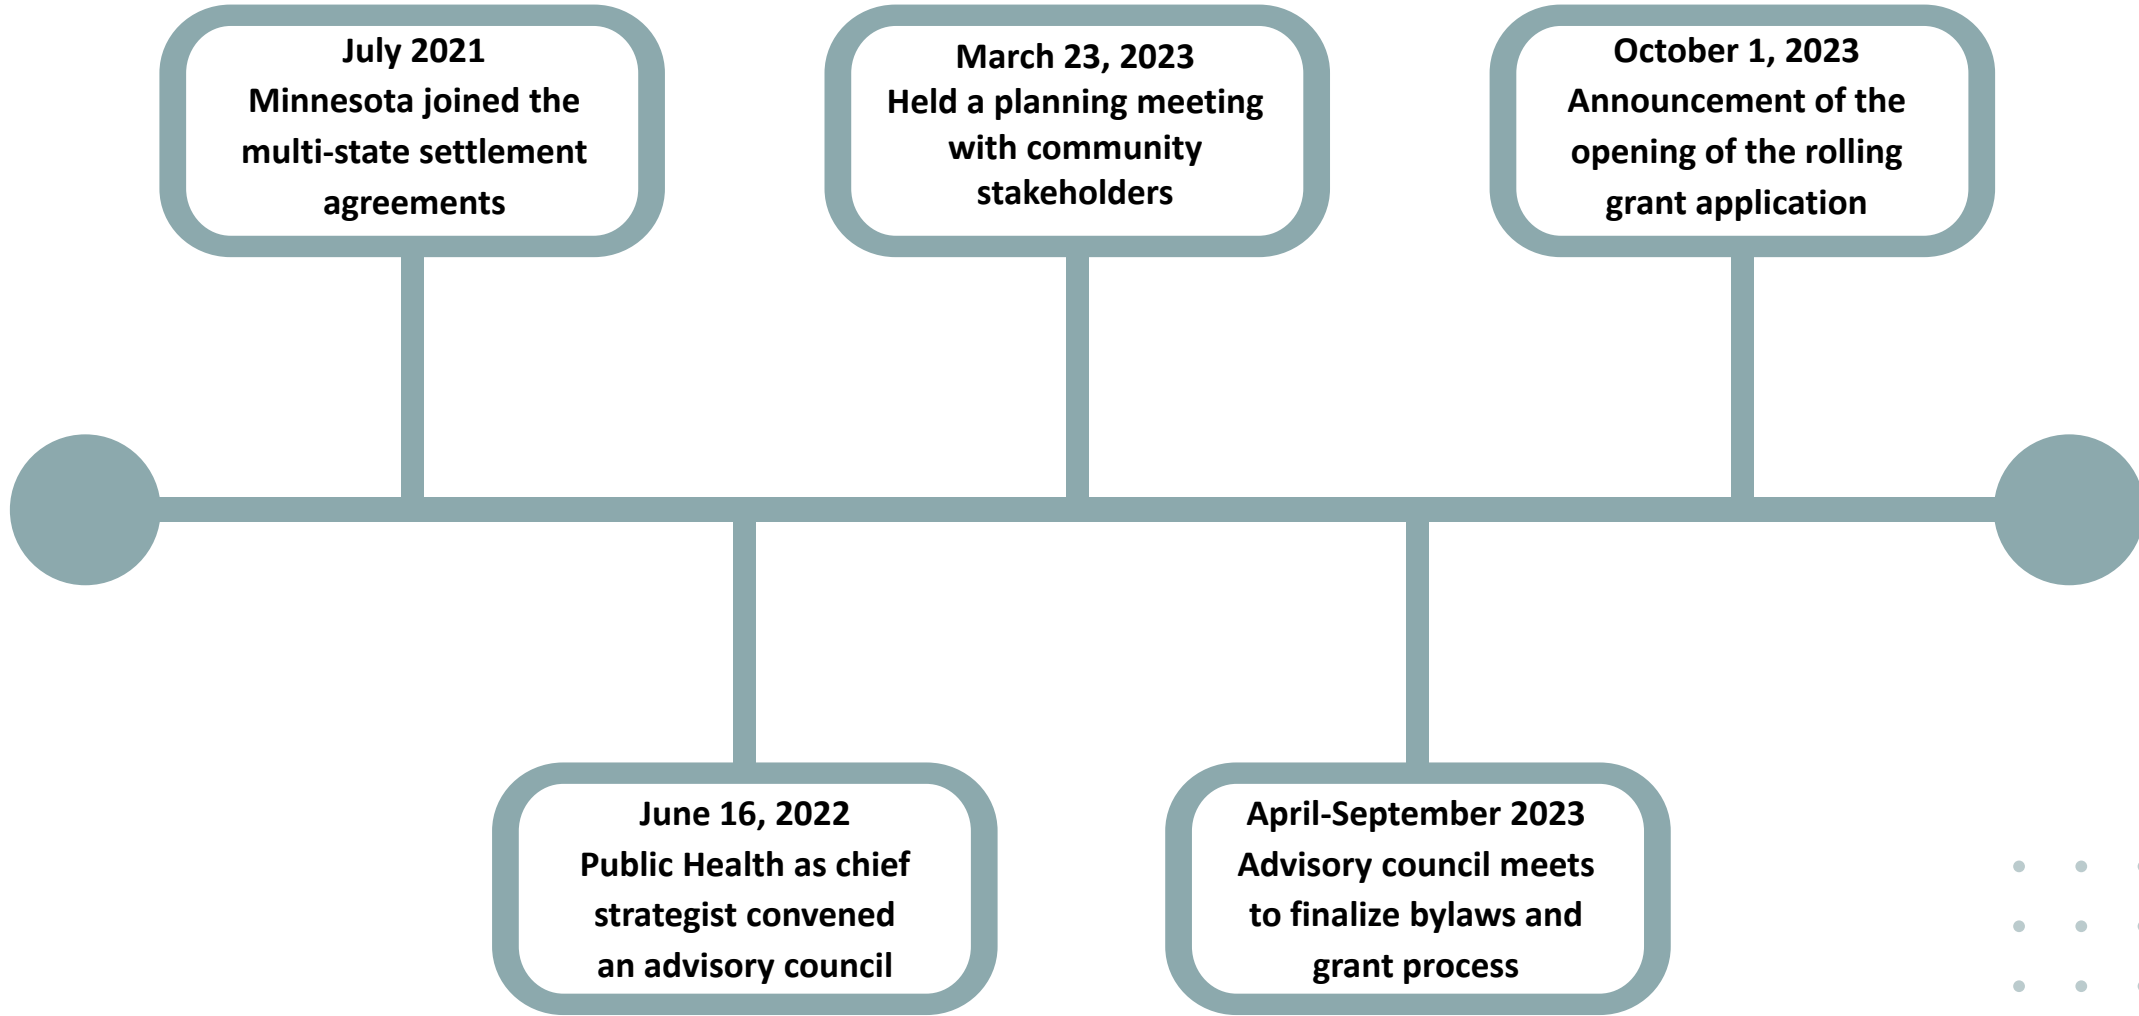 July 2021
Minnesota joined the
multi-state settlement
agreements
June 16, 2022
Public Health as chief
strategist convened
an advisory council
March 23, 2023
Held a planning meeting
with community
stakeholders
April-September 2023
Advisory council meets
to finalize bylaws and
grant process
October 1, 2023
Announcement of the
opening of the rolling
grant application